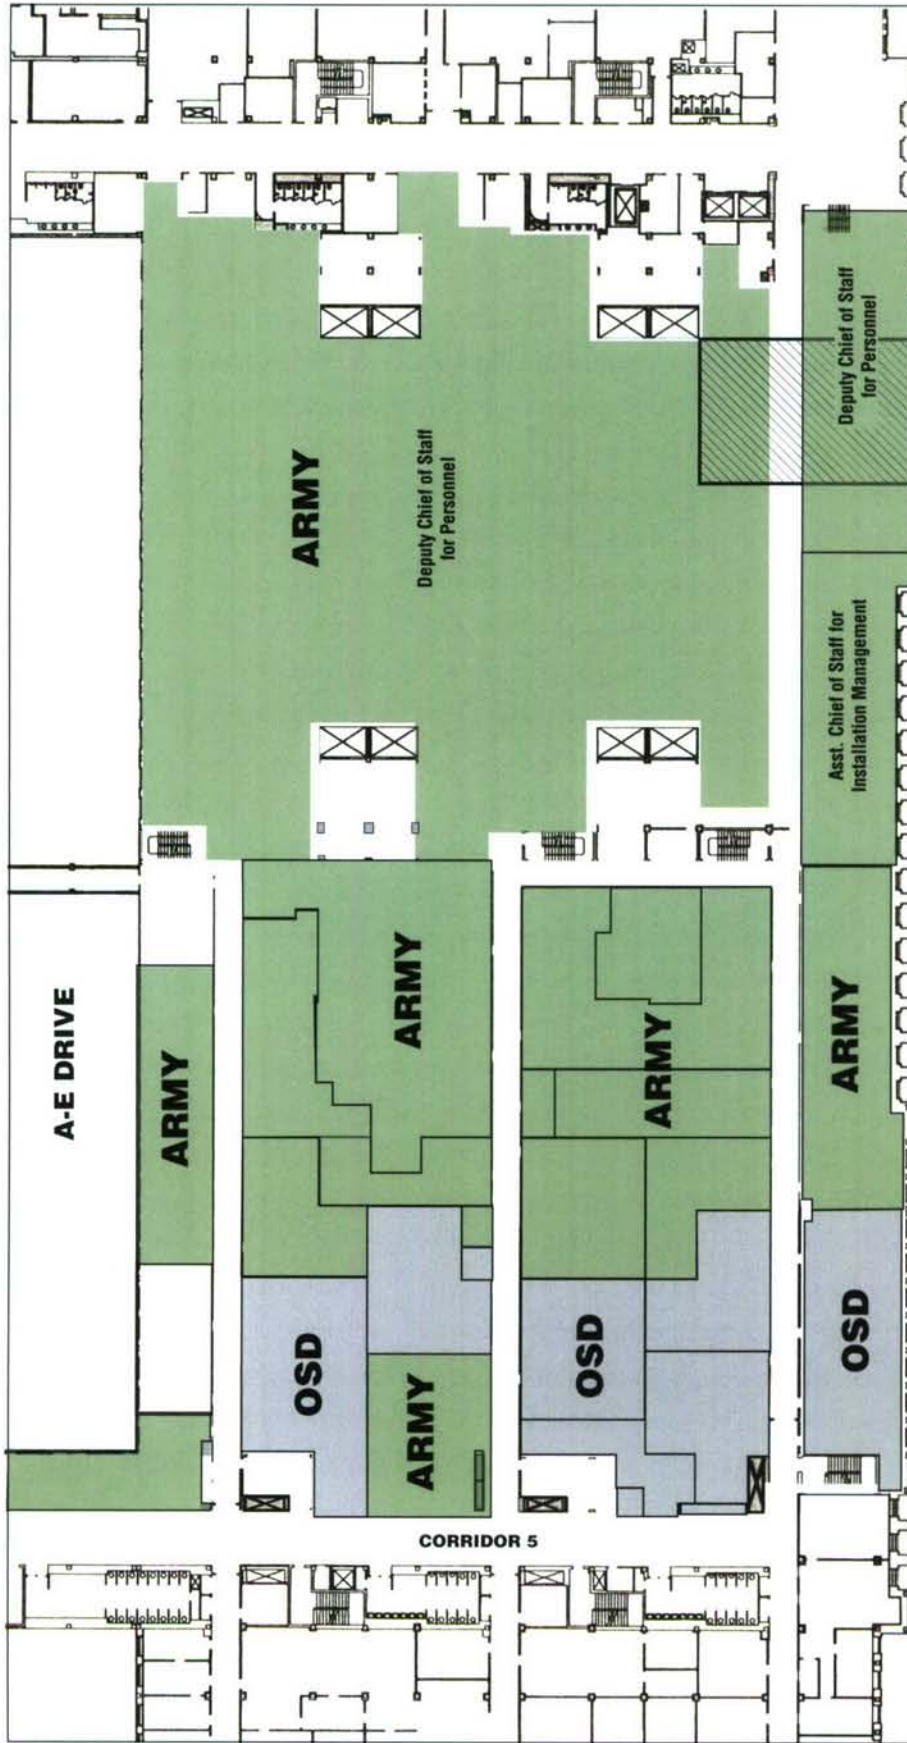 ARMY
Deputy Chief of Staff
for Personnel
Deputy Chief of Staff
for Personnel
Asst. Chief of Staff for
Installation Management
A-E DRIVE
ARMY
ARMY
ARMY
ARMY
OSD
ARMY
OSD
OSD
CORRIDOR 5